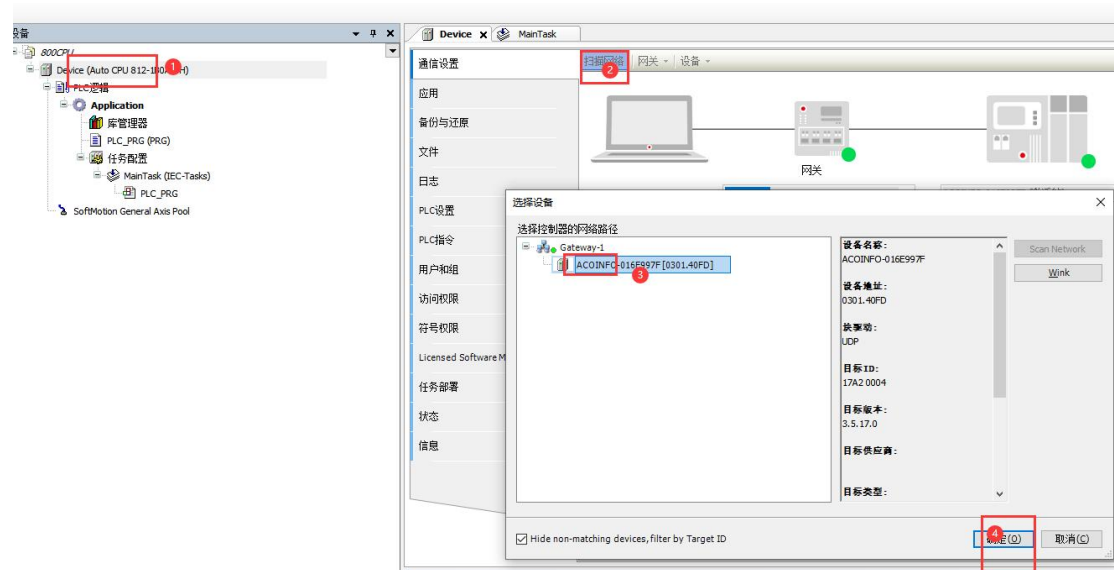 设备
800CPU
Device (Auto CPU 812-1
H)
PLC逻辑
Application
库管理器
PLC_PRG (PRG)
任务配置
MainTask (IEC-Tasks)
PLC_PRG
SoftMotion General Axis Pool
1
Device
MainTask
扫描网络
网关
设备
2
通信设置
应用
备份与还原
文件
日志
PLC设置
PLC指令
用户和组
访问权限
符号权限
Licensed Software M
任务部署
状态
信息
网关
选择设备
选择控制器的网络路径
Gateway-1
ACOINFO-016E997F [0301.40FD]
3
设备名称:
ACOINFO-016E997F
设备地址:
0301.40FD
块驱动:
UDP
目标ID:
17A2 0004
目标版本:
3.5.17.0
目标供应商:
目标类型:
Scan Network
Wink
Hide non-matching devices, filter by Target ID
4
定(O)
取消(C)